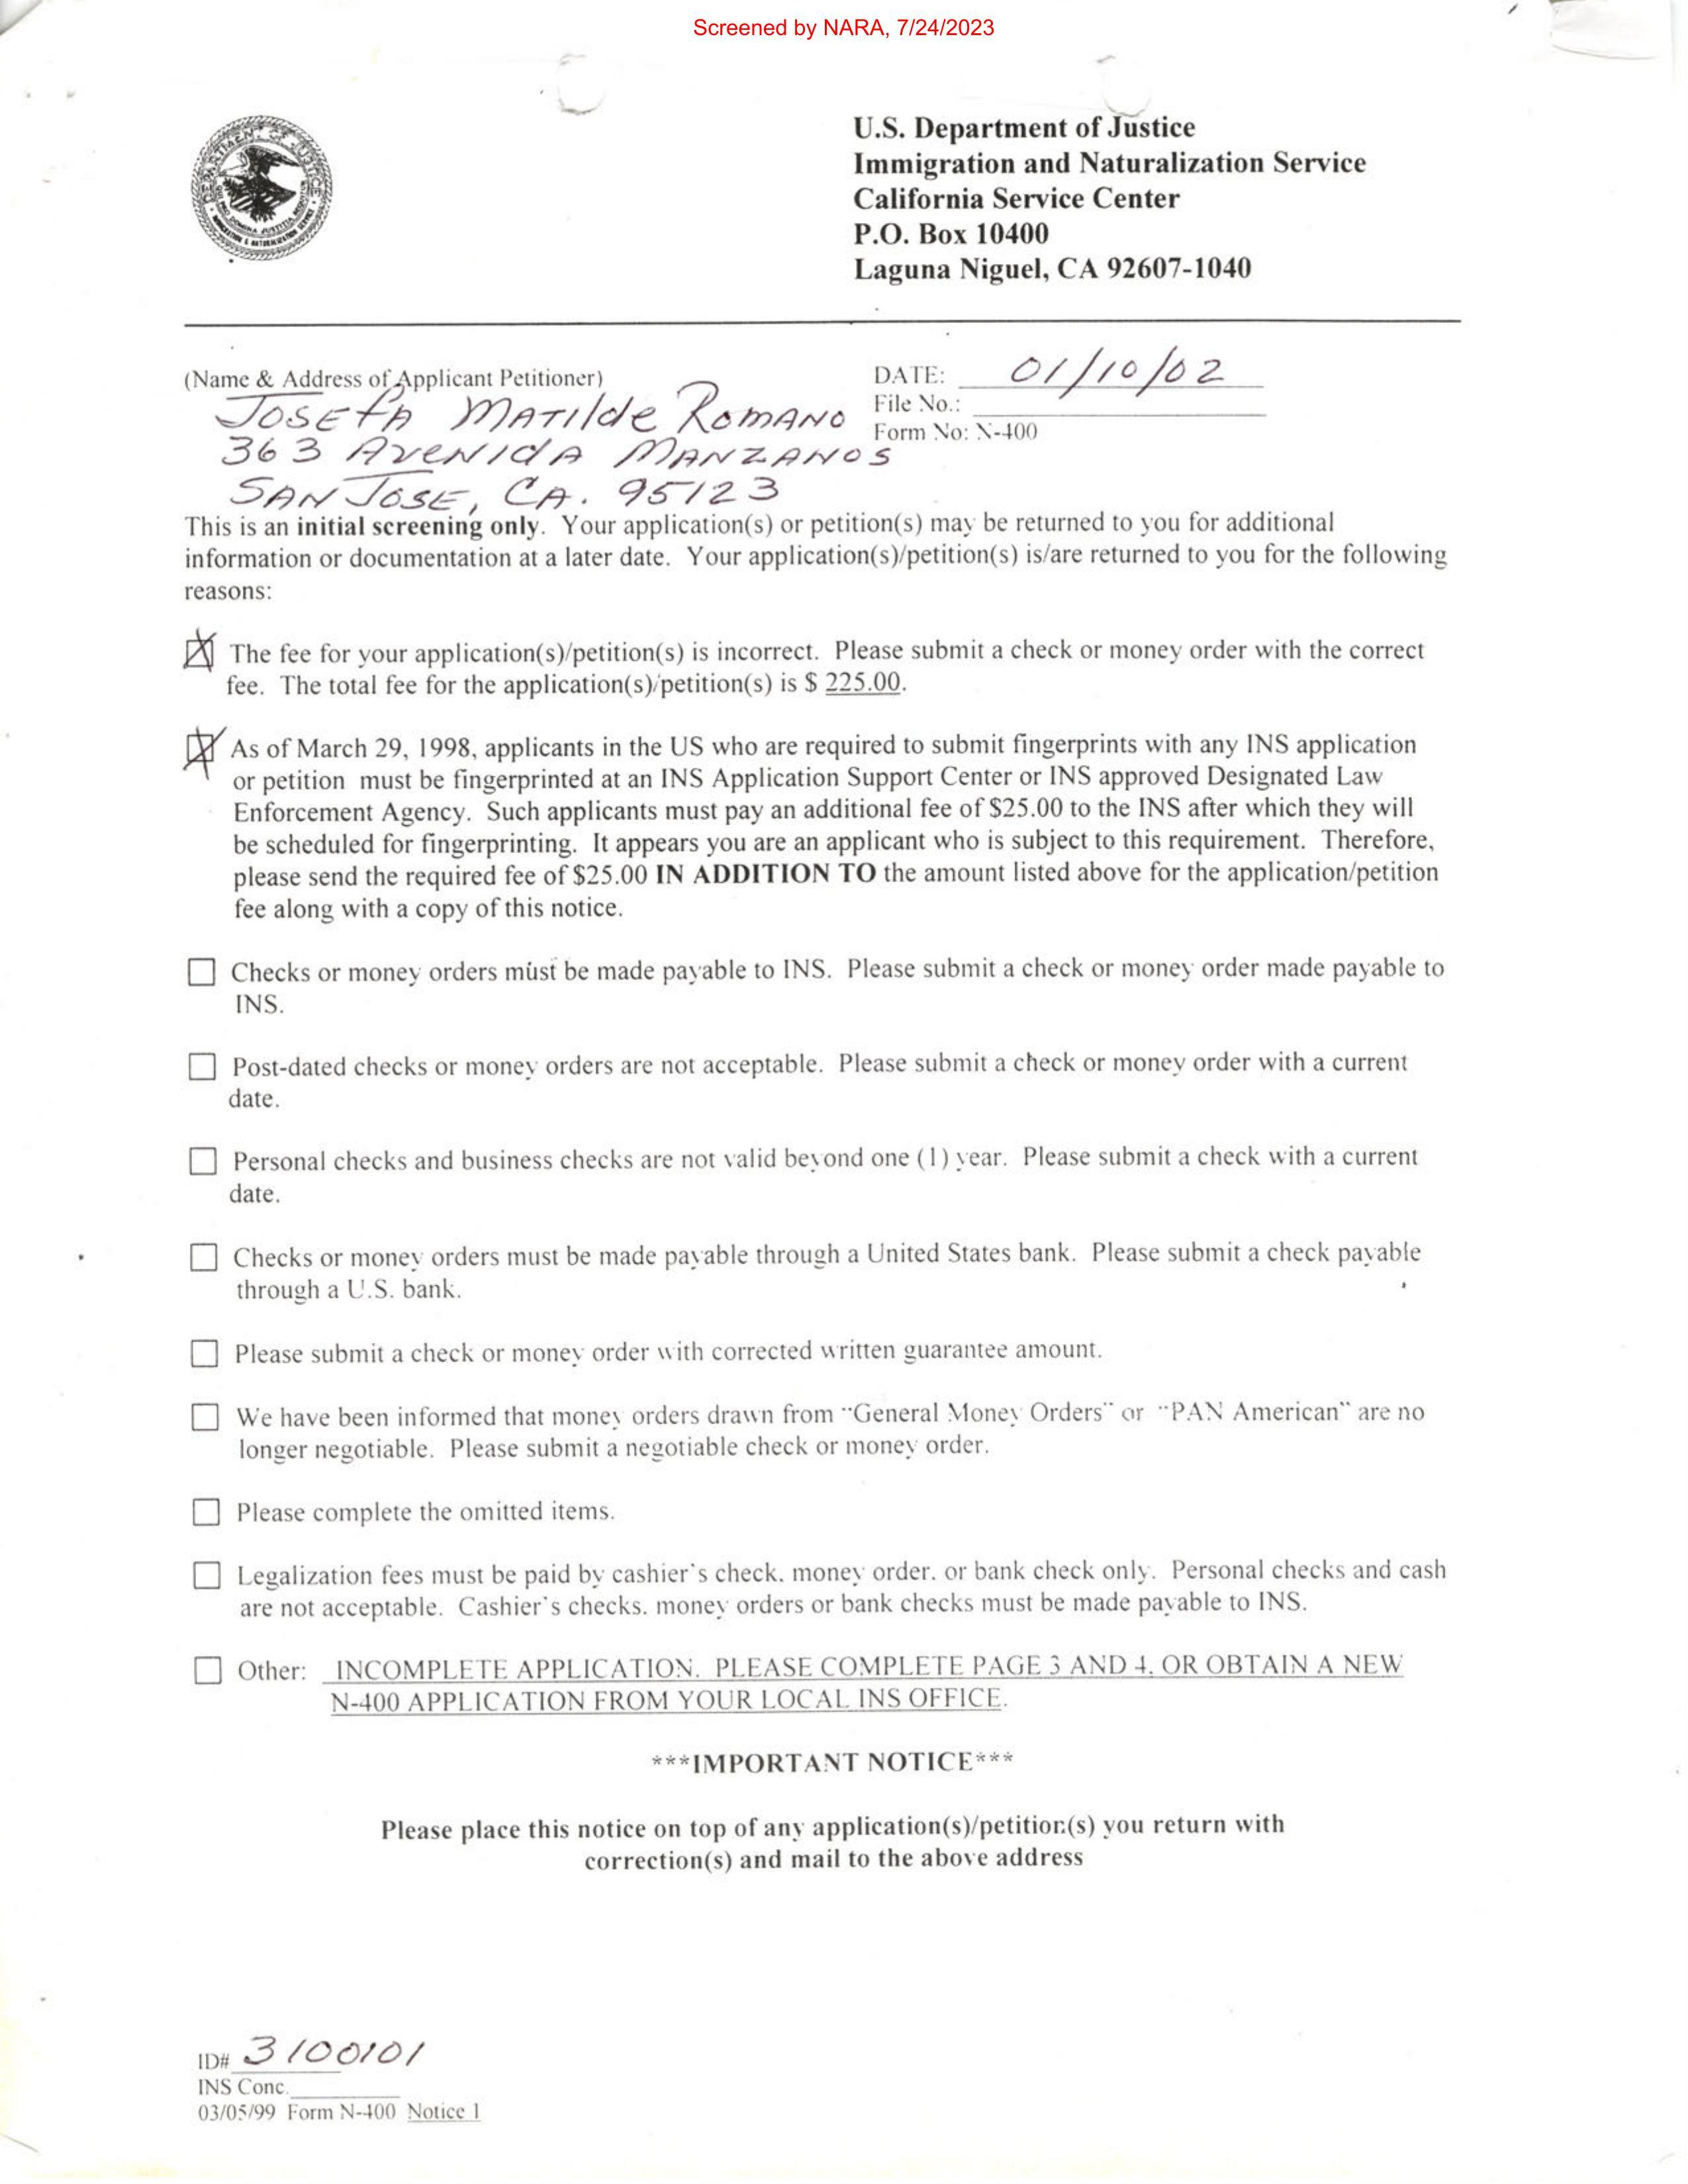 Screened by NARA, 7/24/2023
U.S. Department of Justice
Immigration and Naturalization Service
California Service Center
P.O. Box 10400
Laguna Niguel, CA 92607-1040
(Name & Address of Applicant Petitioner)
DATE: 01/10/02
JOSEfA MATIlde ROMANO
File No.:
Form No: N-400
363 AveNIdA MANZANOS
SAN JOSE, CA. 95123
This is an initial screening only. Your application(s) or petition(s) may be returned to you for additional
information or documentation at a later date. Your application(s)/petition(s) is/are returned to you for the following
reasons:
The fee for your application(s)/petition(s) is incorrect. Please submit a check or money order with the correct
fee. The total fee for the application(s)/petition(s) is $ 225.00.
As of March 29, 1998, applicants in the US who are required to submit fingerprints with any INS application
or petition must be fingerprinted at an INS Application Support Center or INS approved Designated Law
Enforcement Agency. Such applicants must pay an additional fee of $25.00 to the INS after which they will
be scheduled for fingerprinting. It appears you are an applicant who is subject to this requirement. Therefore,
please send the required fee of $25.00 IN ADDITION TO the amount listed above for the application/petition
fee along with a copy of this notice.
Checks or money orders must be made payable to INS. Please submit a check or money order made payable to
INS.
Post-dated checks or money orders are not acceptable. Please submit a check or money order with a current
date.
Personal checks and business checks are not valid beyond one (1) year. Please submit a check with a current
date.
Checks or money orders must be made payable through a United States bank. Please submit a check payable
through a U.S. bank.
Please submit a check or money order with corrected written guarantee amount.
We have been informed that money orders drawn from "General Money Orders" or "PAN American" are no
longer negotiable. Please submit a negotiable check or money order.
Please complete the omitted items.
Legalization fees must be paid by cashier's check, money order, or bank check only. Personal checks and cash
are not acceptable. Cashier's checks, money orders or bank checks must be made payable to INS.
Other: INCOMPLETE APPLICATION. PLEASE COMPLETE PAGE 3 AND 4, OR OBTAIN A NEW
N-400 APPLICATION FROM YOUR LOCAL INS OFFICE.
***IMPORTANT NOTICE***
Please place this notice on top of any application(s)/petition(s) you return with
correction(s) and mail to the above address
ID# 3100101
INS Conc.
03/05/99 Form N-400 Notice 1